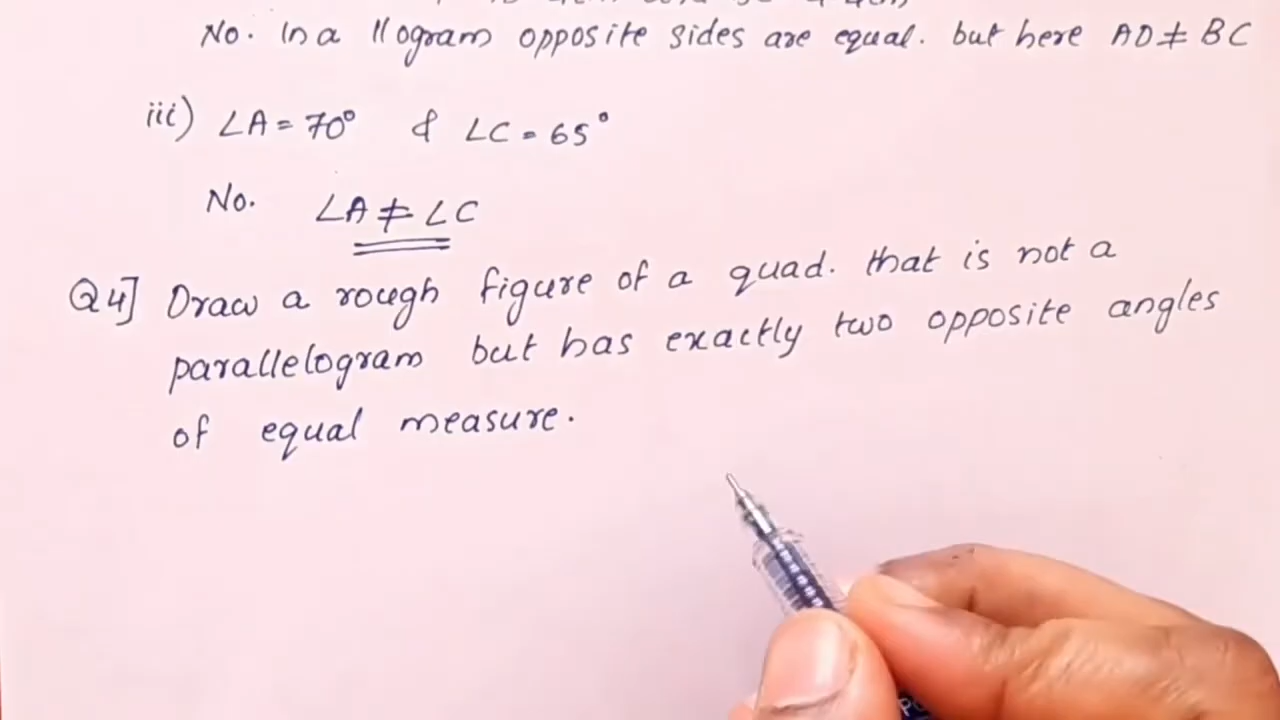 No. In a llogram opposite sides are equal. but here AD ≠ BC
iii) ∠A = 70° & ∠C = 65°
No. ∠A ≠ ∠C
Q4] Draw a rough figure of a quad. that is not a
parallelogram but has exactly two opposite angles
of equal measure.